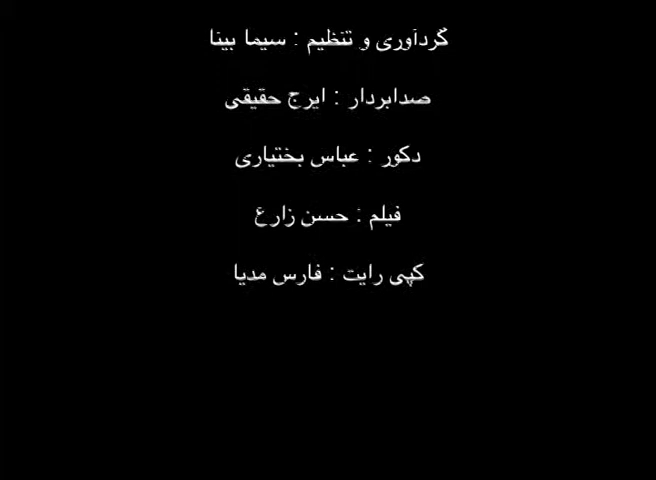 گردآوری و تنظیم : سیما بینا
صدابردار : ایرج حقیقی
دکور : عباس بختیاری
فیلم : حسن زارع
کپی رایت : فارس مدیا